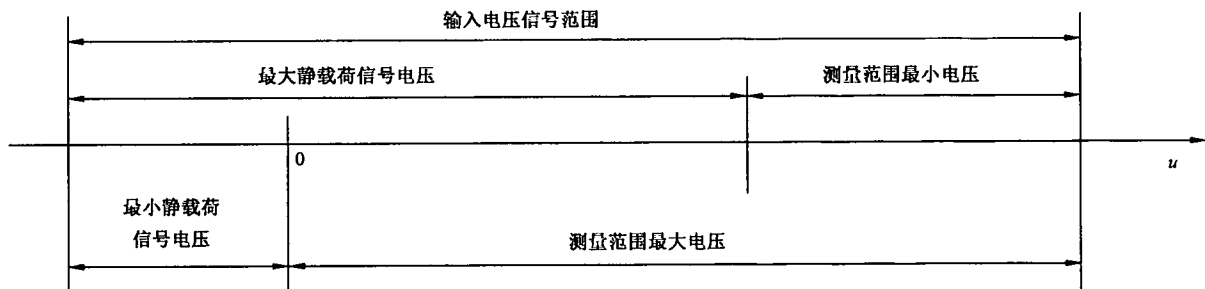 输入电压信号范围
最大静载荷信号电压
测量范围最小电压
0
u
最小静载荷
信号电压
测量范围最大电压